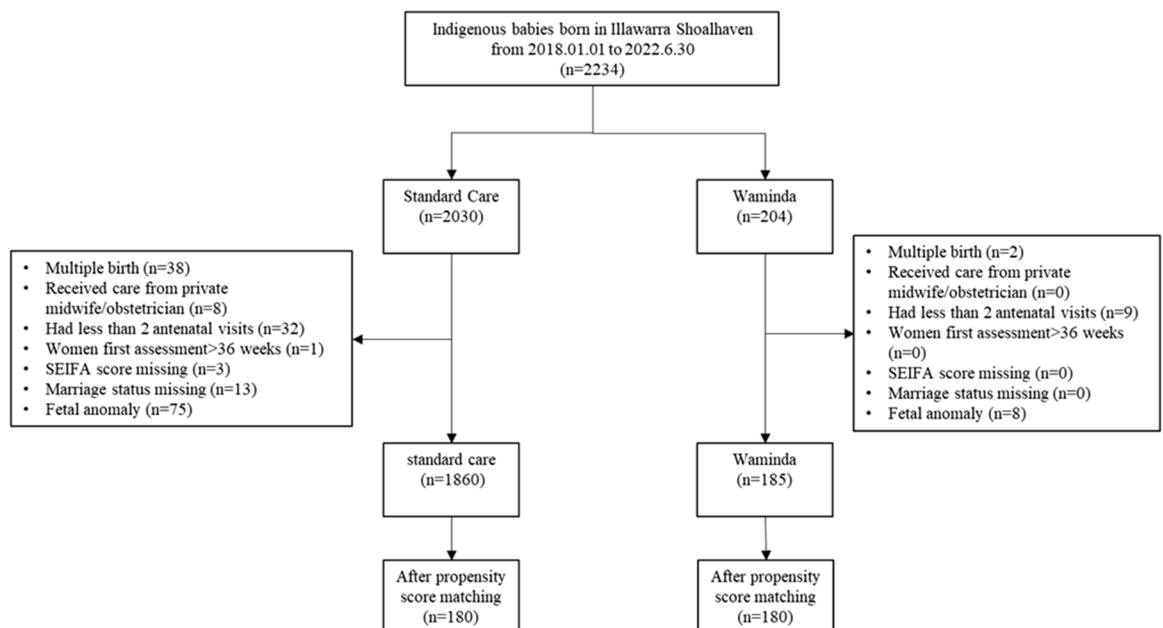 Indigenous babies born in Illawarra Shoalhaven
from 2018.01.01 to 2022.6.30
(n=2234)
Standard Care
(n=2030)
Waminda
(n=204)
• Multiple birth (n=38)
• Received care from private
midwife/obstetrician (n=8)
• Had less than 2 antenatal visits (n=32)
• Women first assessment>36 weeks (n=1)
• SEIFA score missing (n=3)
• Marriage status missing (n=13)
• Fetal anomaly (n=75)
• Multiple birth (n=2)
• Received care from private
midwife/obstetrician (n=0)
• Had less than 2 antenatal visits (n=9)
• Women first assessment>36 weeks
(n=0)
• SEIFA score missing (n=0)
• Marriage status missing (n=0)
• Fetal anomaly (n=8)
standard care
(n=1860)
Waminda
(n=185)
After propensity
score matching
(n=180)
After propensity
score matching
(n=180)